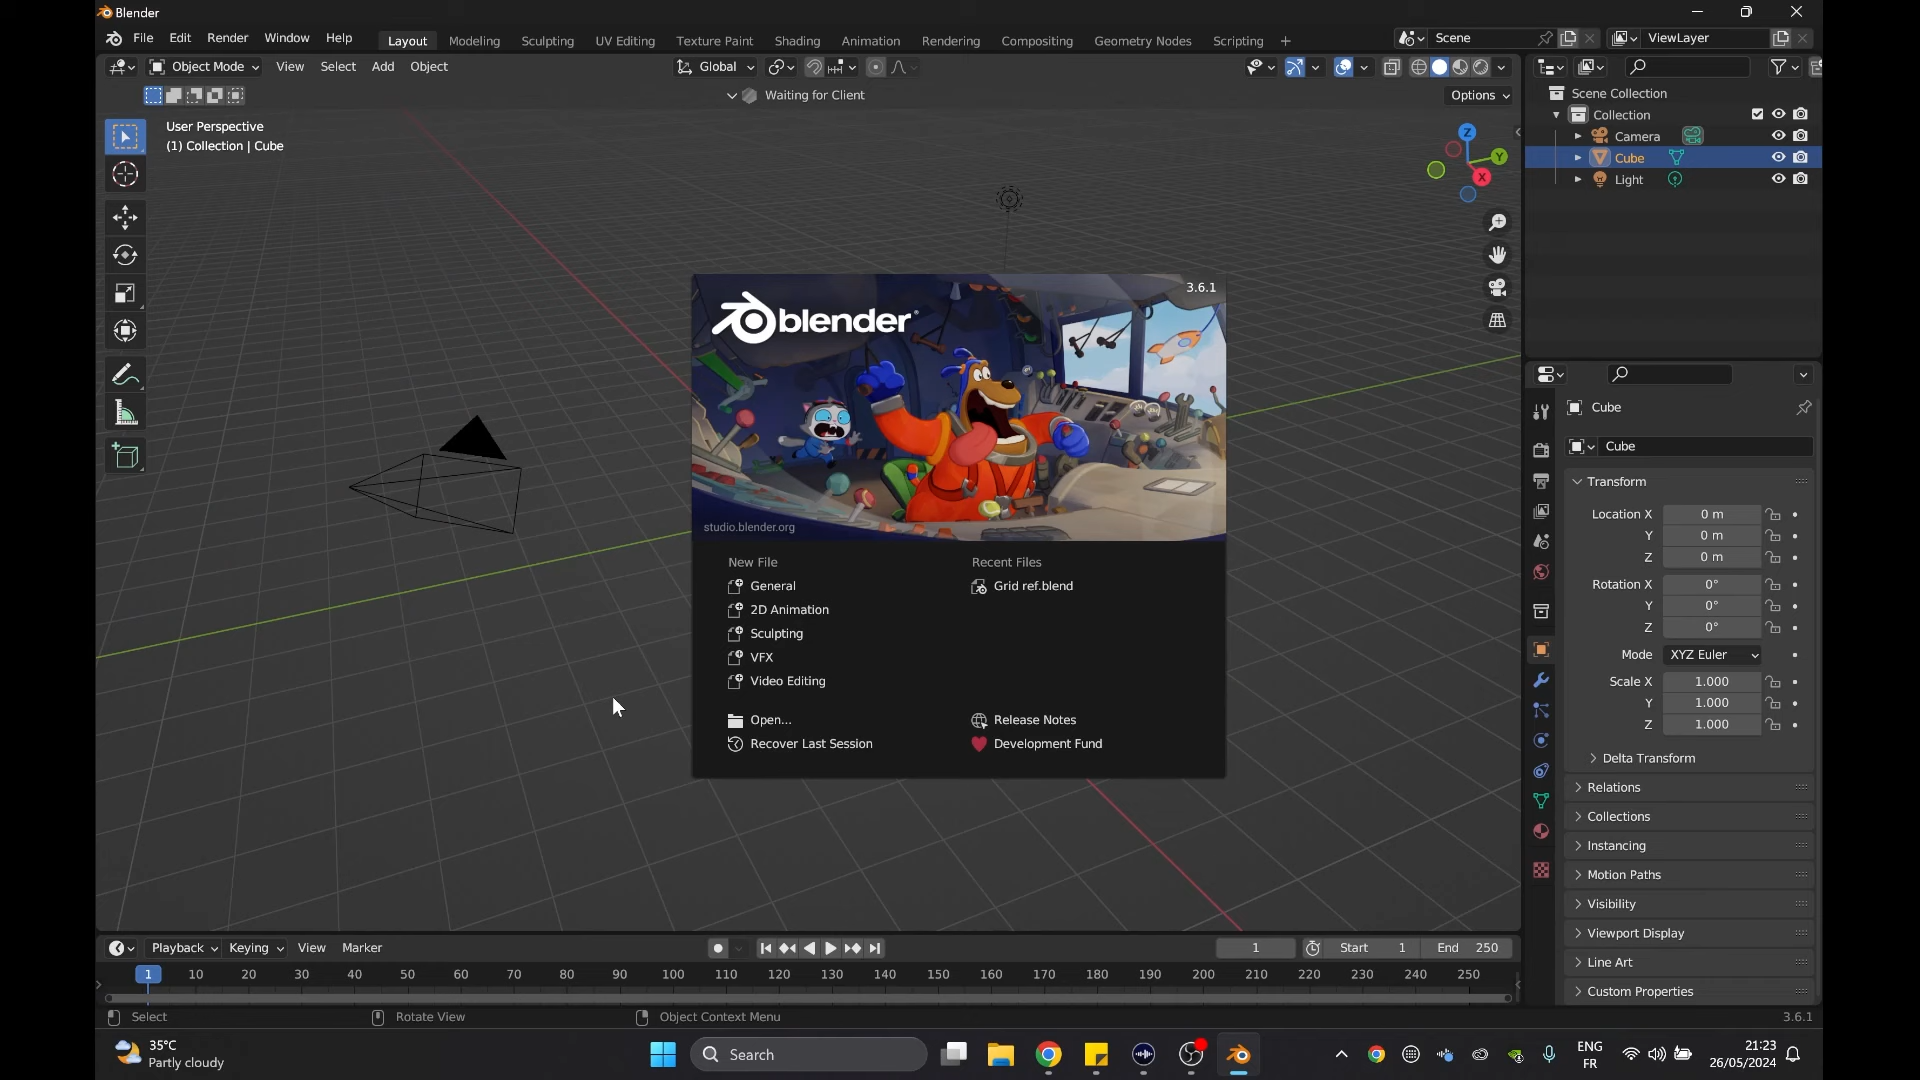 Blender
File Edit Render Window Help Layout Modeling Sculpting UV Editing Texture Paint Shading Animation Rendering Compositing Geometry Nodes Scripting + Scene ViewLayer
Object Mode View Select Add Object Global
Waiting for Client Options
User Perspective
(1) Collection | Cube
Z
Y
X
Scene Collection
Collection
Camera
Cube
Light
3.6.1
blender
studio.blender.org
New File
General
2D Animation
Sculpting
VFX
Video Editing
Open...
Recover Last Session
Recent Files
Grid ref.blend
Release Notes
Development Fund
Cube
Cube
Transform
Location X 0 m
Y 0 m
Z 0 m
Rotation X 0°
Y 0°
Z 0°
Mode XYZ Euler
Scale X 1.000
Y 1.000
Z 1.000
Delta Transform
Relations
Collections
Instancing
Motion Paths
Visibility
Viewport Display
Line Art
Custom Properties
Playback Keying View Marker 1 Start 1 End 250
1 10 20 30 40 50 60 70 80 90 100 110 120 130 140 150 160 170 180 190 200 210 220 230 240 250
Select Rotate View Object Context Menu 3.6.1
35°C
Partly cloudy
Search
ENG
FR
21:23
26/05/2024